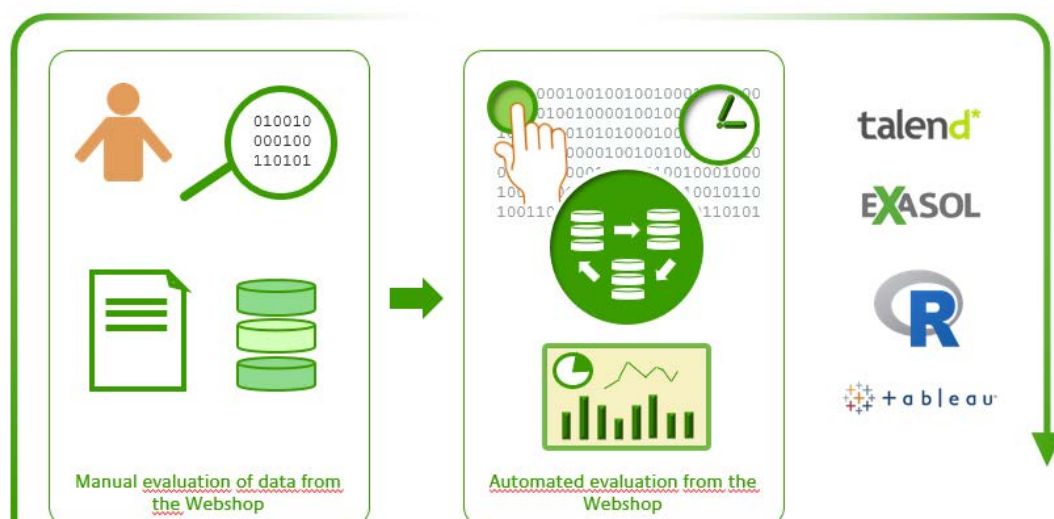 010010
000100
110101
Manual evaluation of data from
the Webshop
Automated evaluation from the
Webshop
talend*
EXASOL
R
+ableau